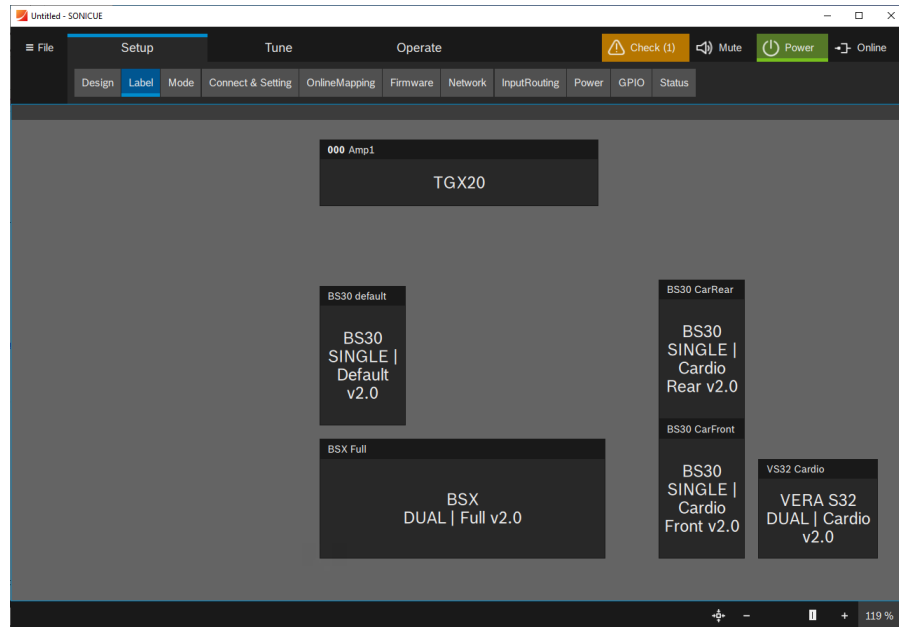 Untitled - SONICUE
≡ File
Setup
Tune
Operate
Check (1)
Mute
Power
Online
Design
Label
Mode
Connect & Setting
OnlineMapping
Firmware
Network
InputRouting
Power
GPIO
Status
000 Amp1
TGX20
BS30 default
BS30
SINGLE |
Default
v2.0
BS30 CarRear
BS30
SINGLE |
Cardio
Rear v2.0
BSX Full
BSX
DUAL | Full v2.0
BS30 CarFront
BS30
SINGLE |
Cardio
Front v2.0
VS32 Cardio
VERA S32
DUAL | Cardio
v2.0
119 %